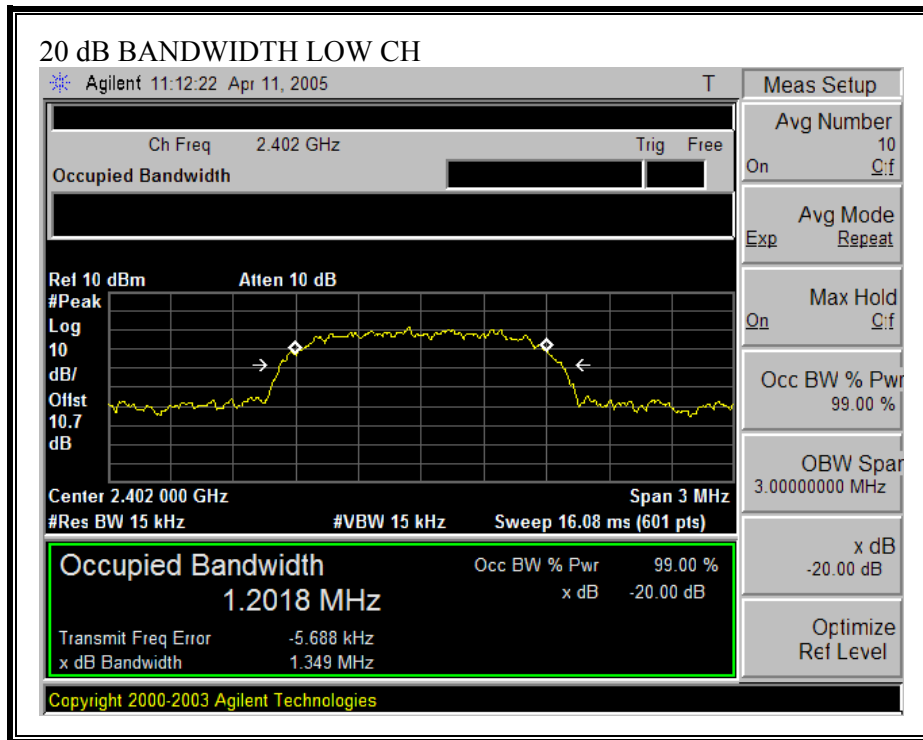 20 dB BANDWIDTH LOW CH
Agilent 11:12:22 Apr 11, 2005 T
Ch Freq 2.402 GHz Trig Free
Occupied Bandwidth
Ref 10 dBm Atten 10 dB
#Peak
Log
10
dB/
Offst
10.7
dB
Center 2.402 000 GHz Span 3 MHz
#Res BW 15 kHz #VBW 15 kHz Sweep 16.08 ms (601 pts)
Occupied Bandwidth
1.2018 MHz
Occ BW % Pwr 99.00 %
x dB -20.00 dB
Transmit Freq Error -5.688 kHz
x dB Bandwidth 1.349 MHz
Copyright 2000-2003 Agilent Technologies
Meas Setup
Avg Number
10
On Off
Avg Mode
Exp Repeat
Max Hold
On Off
Occ BW % Pwr
99.00 %
OBW Span
3.00000000 MHz
x dB
-20.00 dB
Optimize
Ref Level